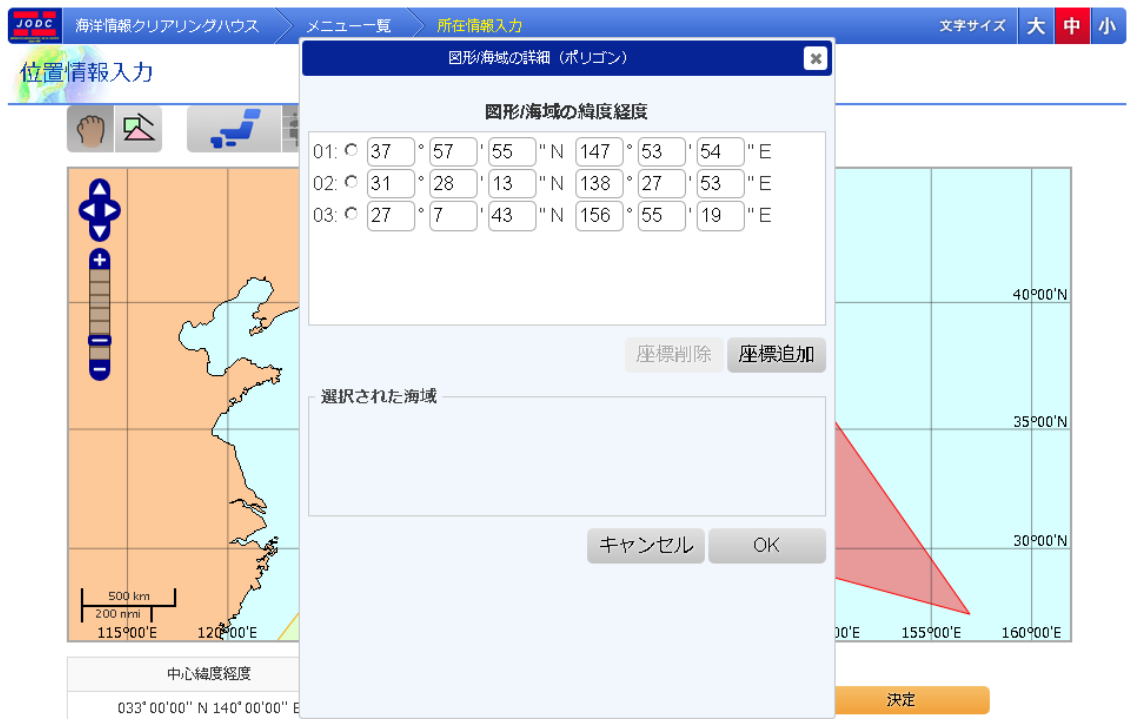 JODC 海洋情報クリアリングハウス メニュー一覧 所在情報入力 文字サイズ 大 中 小
位置情報入力
図形/海域の詳細（ポリゴン）
図形/海域の緯度経度
01: 37 ° 57 ' 55 " N 147 ° 53 ' 54 " E
02: 31 ° 28 ' 13 " N 138 ° 27 ' 53 " E
03: 27 ° 7 ' 43 " N 156 ° 55 ' 19 " E
40°00'N
座標削除 座標追加
選択された海域
35°00'N
キャンセル OK
30°00'N
500 km
200 nmi
115°00'E 120°00'E 00'E 155°00'E 160°00'E
中心緯度経度
033° 00'00" N 140° 00'00" E
決定